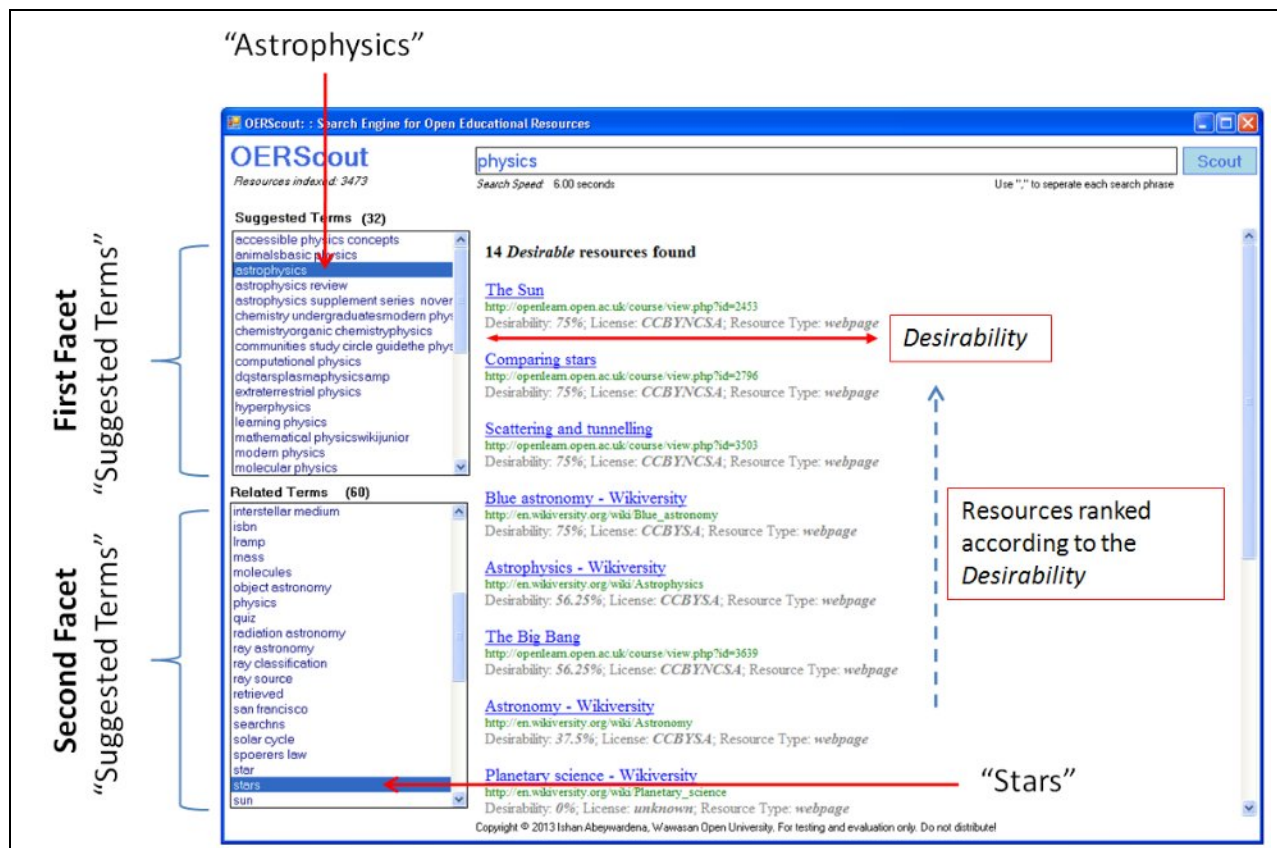 “Astrophysics”
OERScout: : Search Engine for Open Educational Resources
OERScout
physics
Scout
Resources indexed: 3473
Search Speed: 6.00 seconds
Use "," to seperate each search phrase
First Facet
“Suggested Terms”
Suggested Terms (32)
accessible physics concepts
animalsbasic physics
astrophysics
astrophysics review
astrophysics supplement series nover
chemistry undergraduatesmodern phys
chemistryorganic chemistryphysics
communities study circle guidethe phys
computational physics
dqstarsplasmaphysicsamp
extraterrestrial physics
hyperphysics
learning physics
mathematical physicswikijunior
modern physics
molecular physics
Second Facet
“Suggested Terms”
Related Terms (60)
interstellar medium
isbn
lramp
mass
molecules
object astronomy
physics
quiz
radiation astronomy
ray astronomy
ray classification
ray source
retrieved
san francisco
searchns
solar cycle
spoerers law
star
stars
sun
14 Desirable resources found
The Sun
http://openlearn.open.ac.uk/course/view.php?id=2453
Desirability: 75%; License: CCBYNCSA; Resource Type: webpage
Comparing stars
http://openlearn.open.ac.uk/course/view.php?id=2796
Desirability: 75%; License: CCBYNCSA; Resource Type: webpage
Scattering and tunnelling
http://openlearn.open.ac.uk/course/view.php?id=3503
Desirability: 75%; License: CCBYNCSA; Resource Type: webpage
Blue astronomy - Wikiversity
http://en.wikiversity.org/wiki/Blue_astronomy
Desirability: 75%; License: CCBYSA; Resource Type: webpage
Astrophysics - Wikiversity
http://en.wikiversity.org/wiki/Astrophysics
Desirability: 56.25%; License: CCBYSA; Resource Type: webpage
The Big Bang
http://openlearn.open.ac.uk/course/view.php?id=3639
Desirability: 56.25%; License: CCBYNCSA; Resource Type: webpage
Astronomy - Wikiversity
http://en.wikiversity.org/wiki/Astronomy
Desirability: 37.5%; License: CCBYSA; Resource Type: webpage
Planetary science - Wikiversity
http://en.wikiversity.org/wiki/Planetary_science
Desirability: 0%; License: unknown; Resource Type: webpage
Desirability
Resources ranked
according to the
Desirability
“Stars”
Copyright © 2013 Ishan Abeywardena, Wawasan Open University. For testing and evaluation only. Do not distribute!